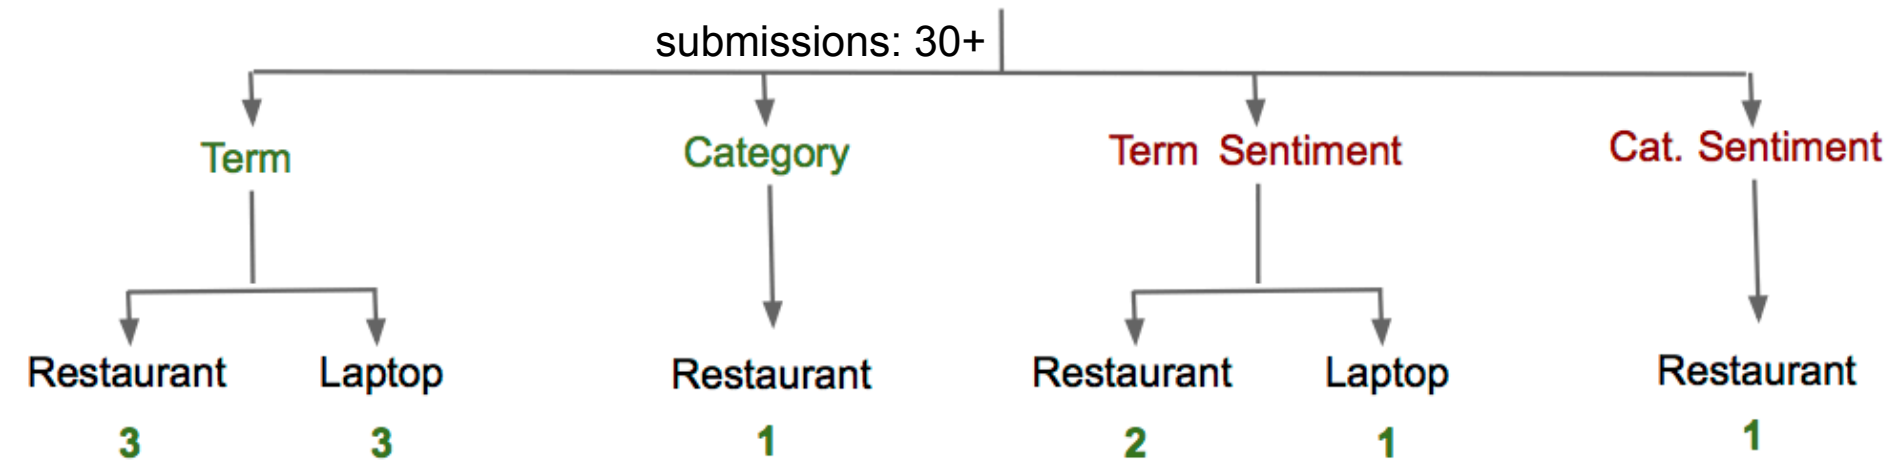 submissions: 30+
Term Category Term Sentiment Cat. Sentiment
Restaurant Laptop Restaurant Restaurant Laptop Restaurant
3 3 1 2 1 1